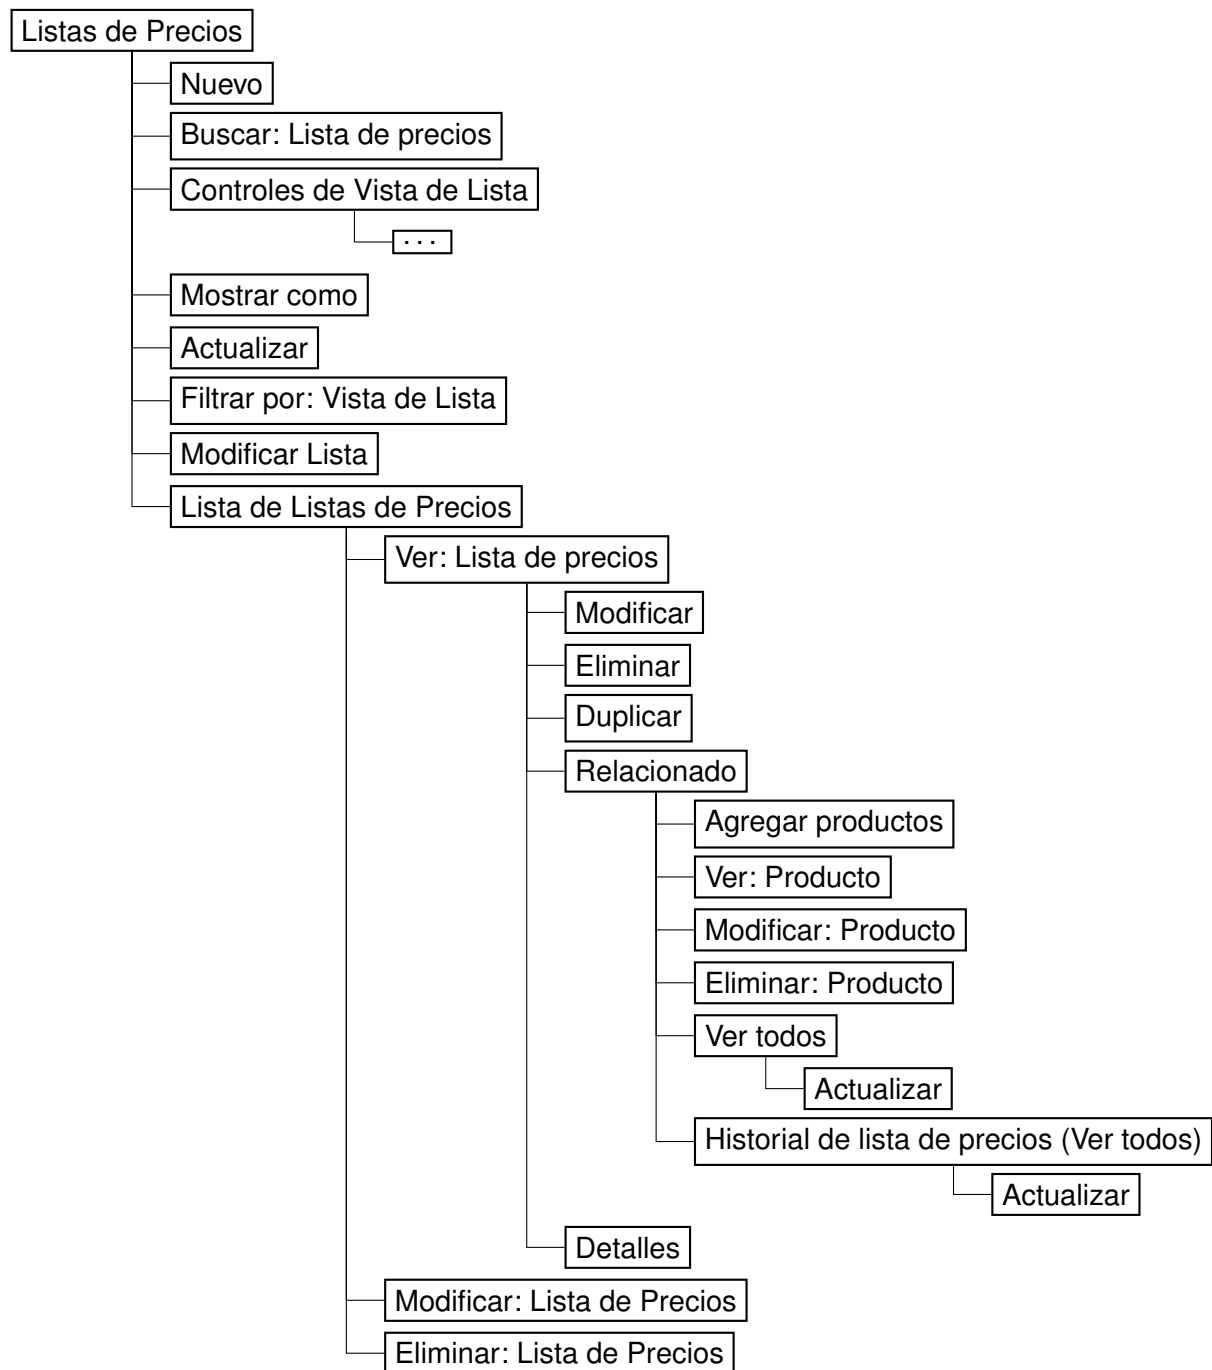 Listas de Precios
Nuevo
Buscar: Lista de precios
Controles de Vista de Lista
...
Mostrar como
Actualizar
Filtrar por: Vista de Lista
Modificar Lista
Lista de Listas de Precios
Ver: Lista de precios
Modificar
Eliminar
Duplicar
Relacionado
Agregar productos
Ver: Producto
Modificar: Producto
Eliminar: Producto
Ver todos
Actualizar
Historial de lista de precios (Ver todos)
Actualizar
Detalles
Modificar: Lista de Precios
Eliminar: Lista de Precios